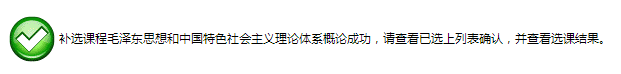 补选课程毛泽东思想和中国特色社会主义理论体系概论成功，请查看已选上列表确认，并查看选课结果。